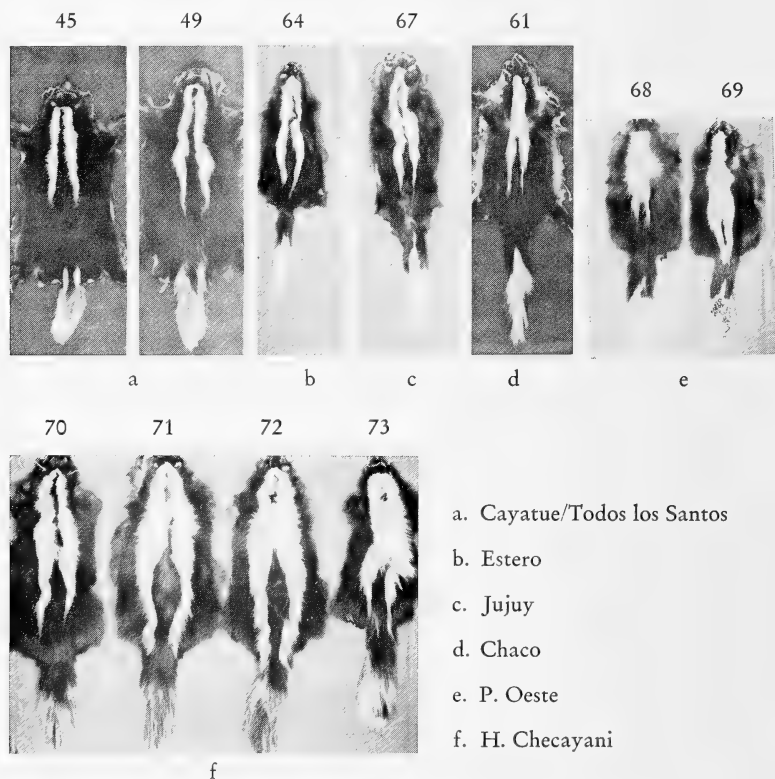 45 49 64 67 61
68 69
a b c d e
70 71 72 73
a. Cayatue/Todos los Santos
b. Estero
c. Jujuy
d. Chaco
e. P. Oeste
f. H. Checayani
f